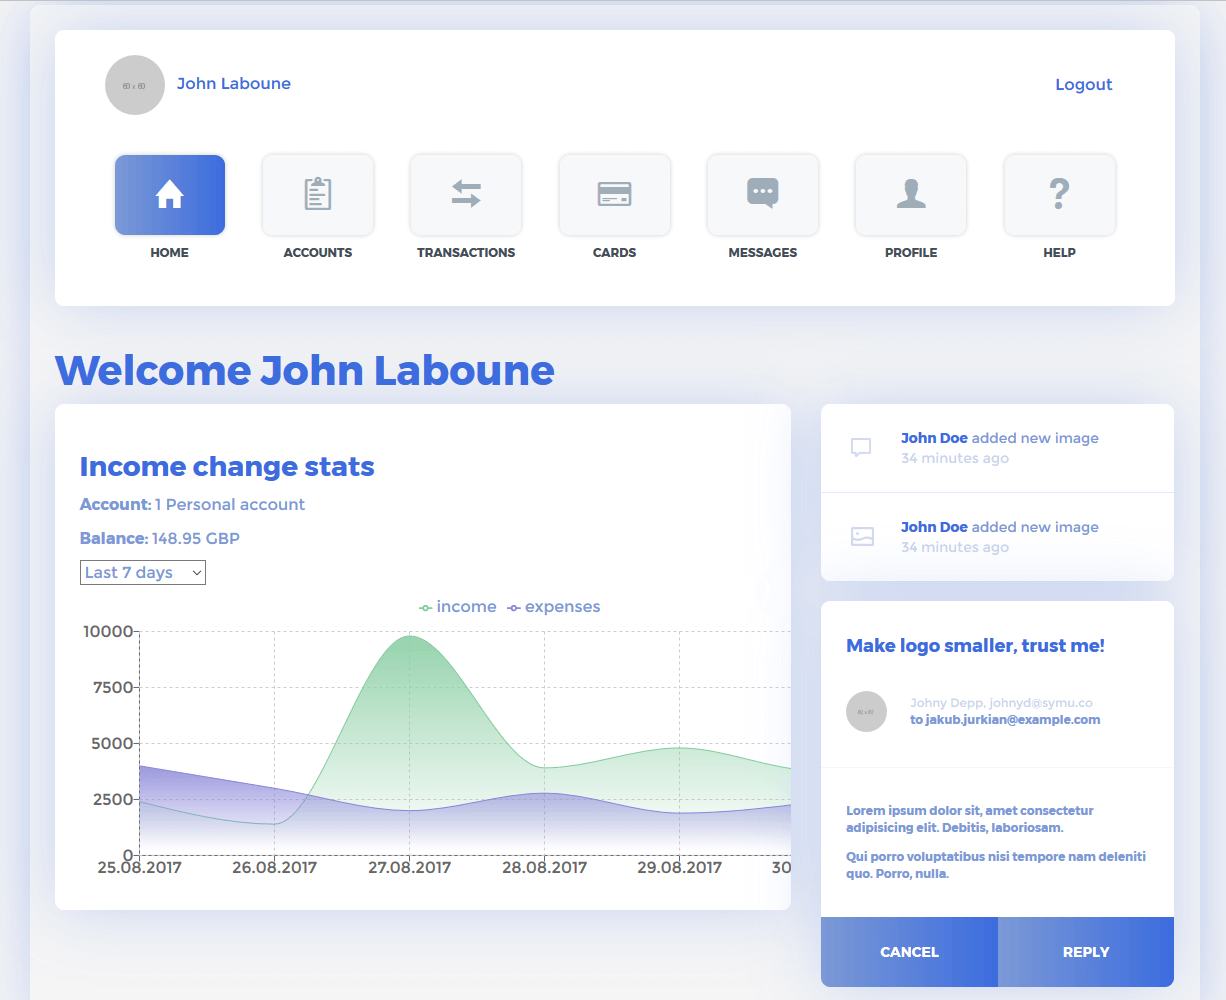 60 x 60
John Laboune
Logout
HOME
ACCOUNTS
TRANSACTIONS
CARDS
MESSAGES
PROFILE
HELP
Welcome John Laboune
Income change stats
Account: 1 Personal account
Balance: 148.95 GBP
Last 7 days
income
expenses
10000
7500
5000
2500
0
25.08.2017
26.08.2017
27.08.2017
28.08.2017
29.08.2017
30
John Doe added new image
34 minutes ago
John Doe added new image
34 minutes ago
Make logo smaller, trust me!
Johny Depp, johnyd@symu.co
to jakub.jurkian@example.com
Lorem ipsum dolor sit, amet consectetur
adipisicing elit. Debitis, laboriosam.
Qui porro voluptatibus nisi tempore nam deleniti
quo. Porro, nulla.
CANCEL
REPLY